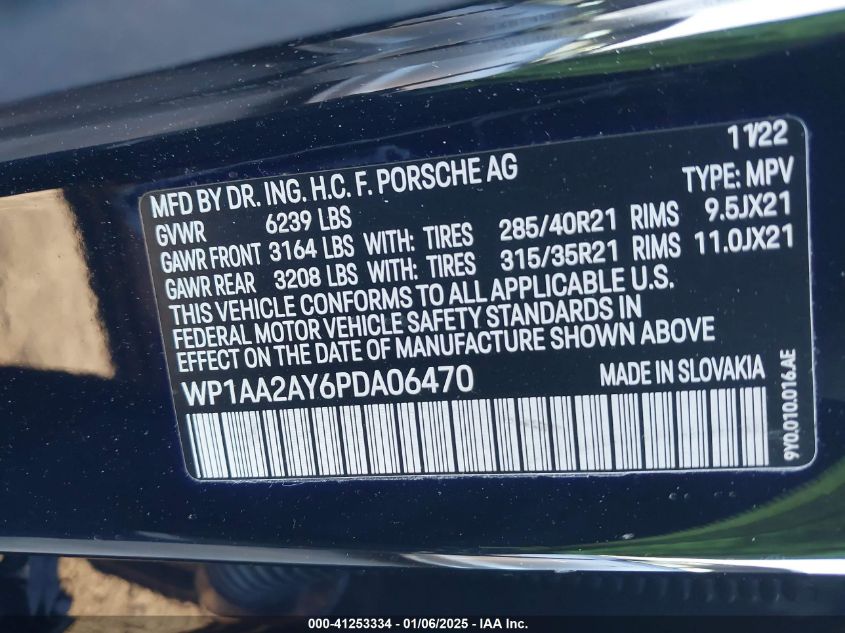 11/22
MFD BY DR. ING. H.C. F. PORSCHE AG TYPE: MPV
GVWR 6239 LBS
GAWR FRONT 3164 LBS WITH: TIRES 285/40R21 RIMS 9.5JX21
GAWR REAR 3208 LBS WITH: TIRES 315/35R21 RIMS 11.0JX21
THIS VEHICLE CONFORMS TO ALL APPLICABLE U.S.
FEDERAL MOTOR VEHICLE SAFETY STANDARDS IN
EFFECT ON THE DATE OF MANUFACTURE SHOWN ABOVE
WP1AA2AY6PDA06470 MADE IN SLOVAKIA
9Y0.010.016.AE
000-41253334 - 01/06/2025 - IAAI.com